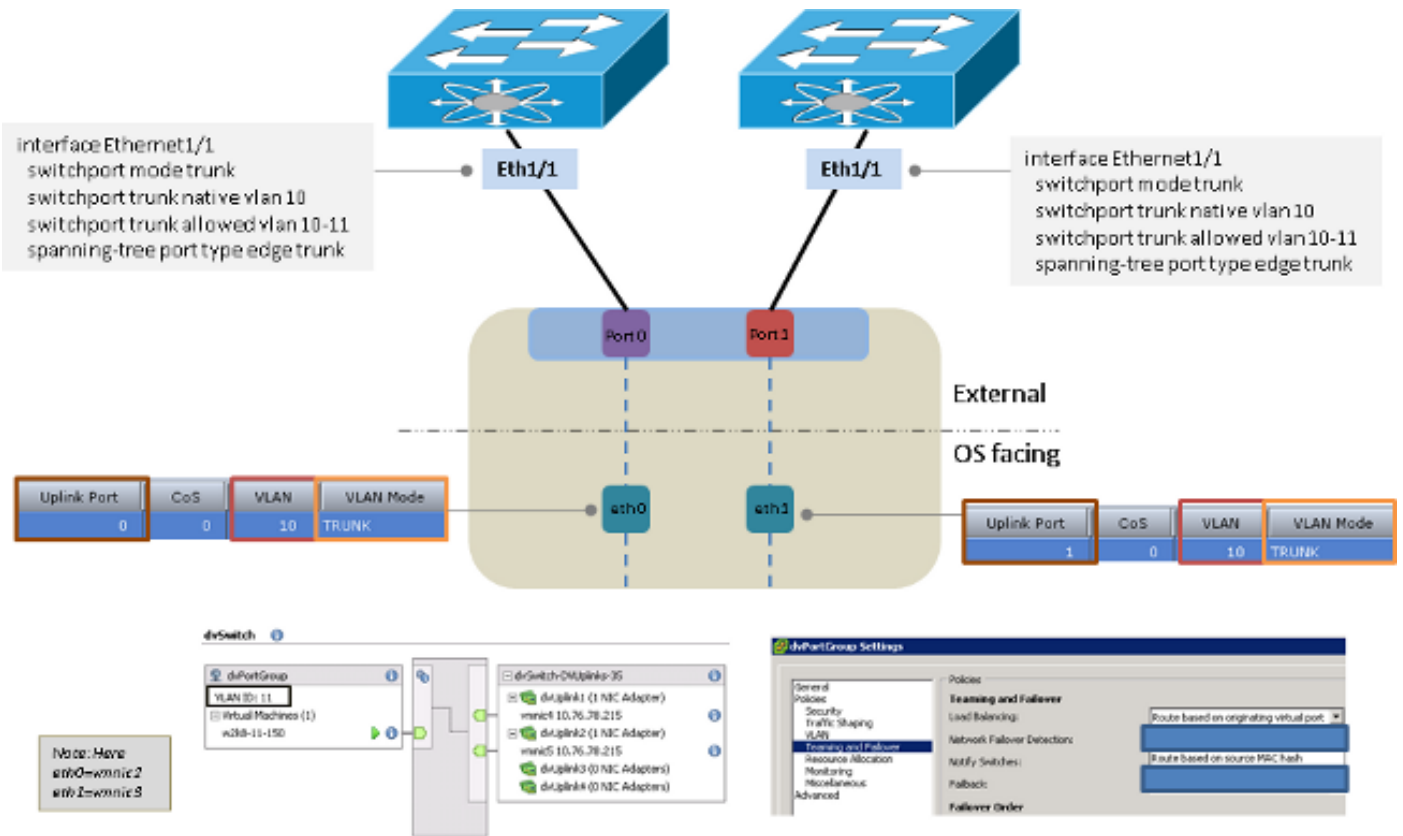 interface Ethernet1/1
switchport mode trunk
switchport trunk native vlan 10
switchport trunk allowed vlan 10-11
spanning-tree port type edge trunk
Eth1/1
Eth1/1
interface Ethernet1/1
switchport mode trunk
switchport trunk native vlan 10
switchport trunk allowed vlan 10-11
spanning-tree port type edge trunk
Port 0
Port 1
External
OS facing
Uplink Port CoS VLAN VLAN Mode
0 0 10 TRUNK
eth0
eth1
Uplink Port CoS VLAN VLAN Mode
1 0 10 TRUNK
dvSwitch
dvPortGroup
VLAN ID: 11
Virtual Machines (1)
w2k8-11-150
dvSwitch-DVUplinks-35
dvUplink1 (1 NIC Adapter)
vmnic4 10.76.78.215
dvUplink2 (1 NIC Adapter)
vmnic5 10.76.78.215
dvUplink3 (0 NIC Adapters)
dvUplink4 (0 NIC Adapters)
Note: Here
eth0=vmnic2
eth1=vmnic3
dvPortGroup Settings
General
Policies
Security
Traffic Shaping
VLAN
Teaming and Failover
Resource Allocation
Monitoring
Miscellaneous
Advanced
Policies
Teaming and Failover
Load Balancing: Route based on originating virtual port
Network Failover Detection:
Notify Switches: Route based on source MAC hash
Failback:
Failover Order